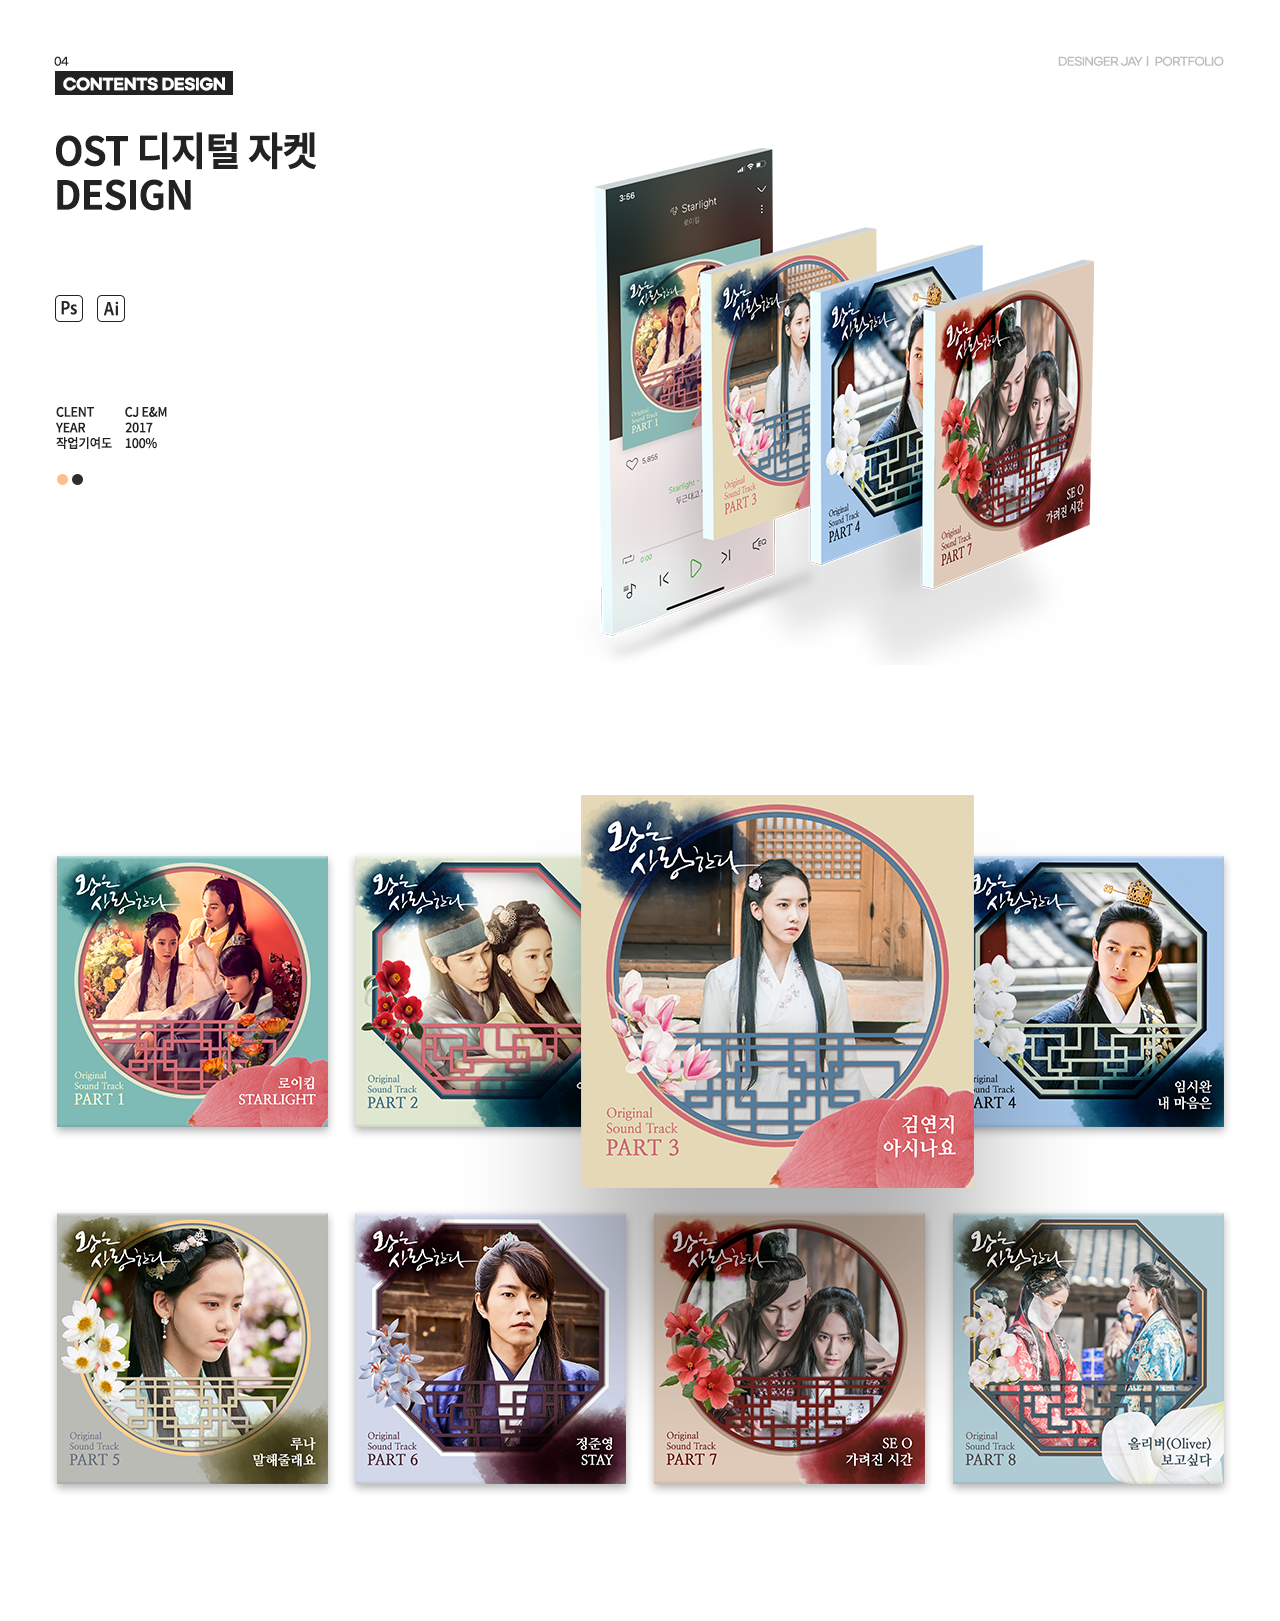 04
CONTENTS DESIGN
DESINGER JAY | PORTFOLIO
OST 디지털 자켓
DESIGN
Ps
Ai
CLENT CJ E&M
YEAR 2017
작업기여도 100%
3:56
Starlight
로이킴
왕은
사랑한다
Original
Sound Track
PART 1
5,855
Starlight ~
두근대고
0:00
EQ
왕은
사랑한다
Original
Sound Track
PART 3
왕은
사랑한다
Original
Sound Track
PART 4
왕은
사랑한다
Original
Sound Track
PART 7
SE O
가려진 시간
왕은
사랑한다
Original
Sound Track
PART 1
로이킴
STARLIGHT
왕은
사랑한다
Original
Sound Track
PART 2
왕은
사랑한다
Original
Sound Track
PART 3
김연지
아시나요
왕은
사랑한다
Original
Sound Track
PART 4
임시완
내 마음은
왕은
사랑한다
Original
Sound Track
PART 5
루나
말해줄래요
왕은
사랑한다
Original
Sound Track
PART 6
정준영
STAY
왕은
사랑한다
Original
Sound Track
PART 7
SE O
가려진 시간
왕은
사랑한다
Original
Sound Track
PART 8
올리버(Oliver)
보고싶다